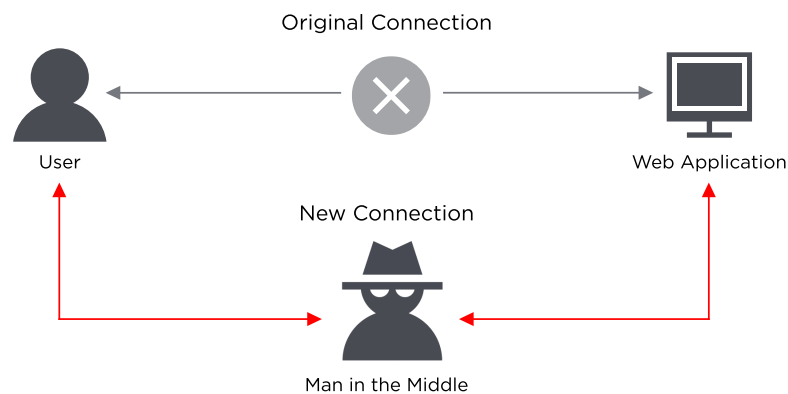 Original Connection
User
Web Application
New Connection
Man in the Middle